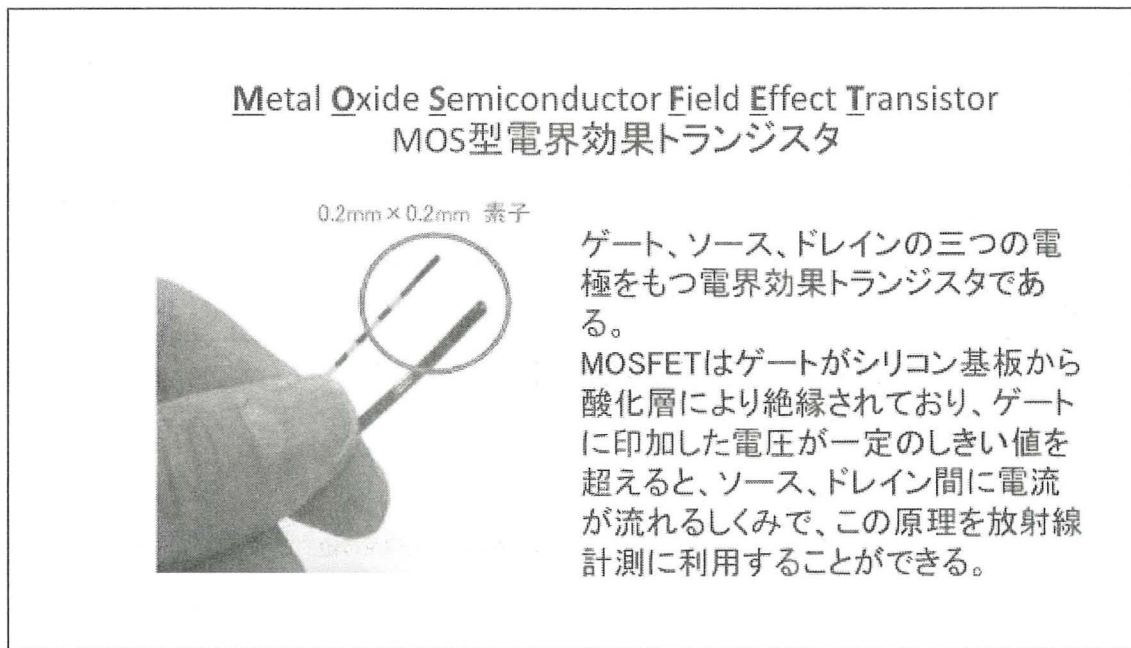 Metal Oxide Semiconductor Field Effect Transistor
MOS型電界効果トランジスタ
0.2mm×0.2mm 素子
ゲート、ソース、ドレインの三つの電
極をもつ電界効果トランジスタであ
る。
MOSFETはゲートがシリコン基板から
酸化層により絶縁されており、ゲート
に印加した電圧が一定のしきい値を
超えると、ソース、ドレイン間に電流
が流れるしくみで、この原理を放射線
計測に利用することができる。